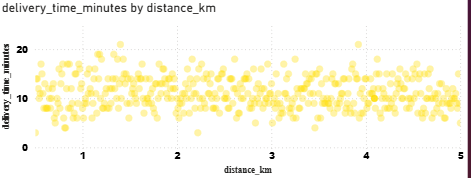 delivery_time_minutes by distance_km
delivery_time_minutes
20
10
0
1 2 3 4 5
distance_km